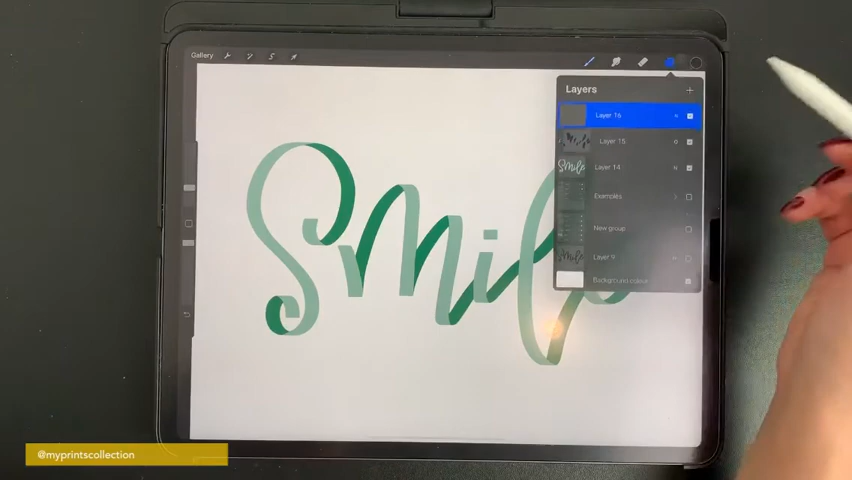 Gallery
Layers
Layer 16 N
Layer 15 O
Layer 14 N
Examples
New group
Layer 9 N
Background colour
Smile
@myprintscollection